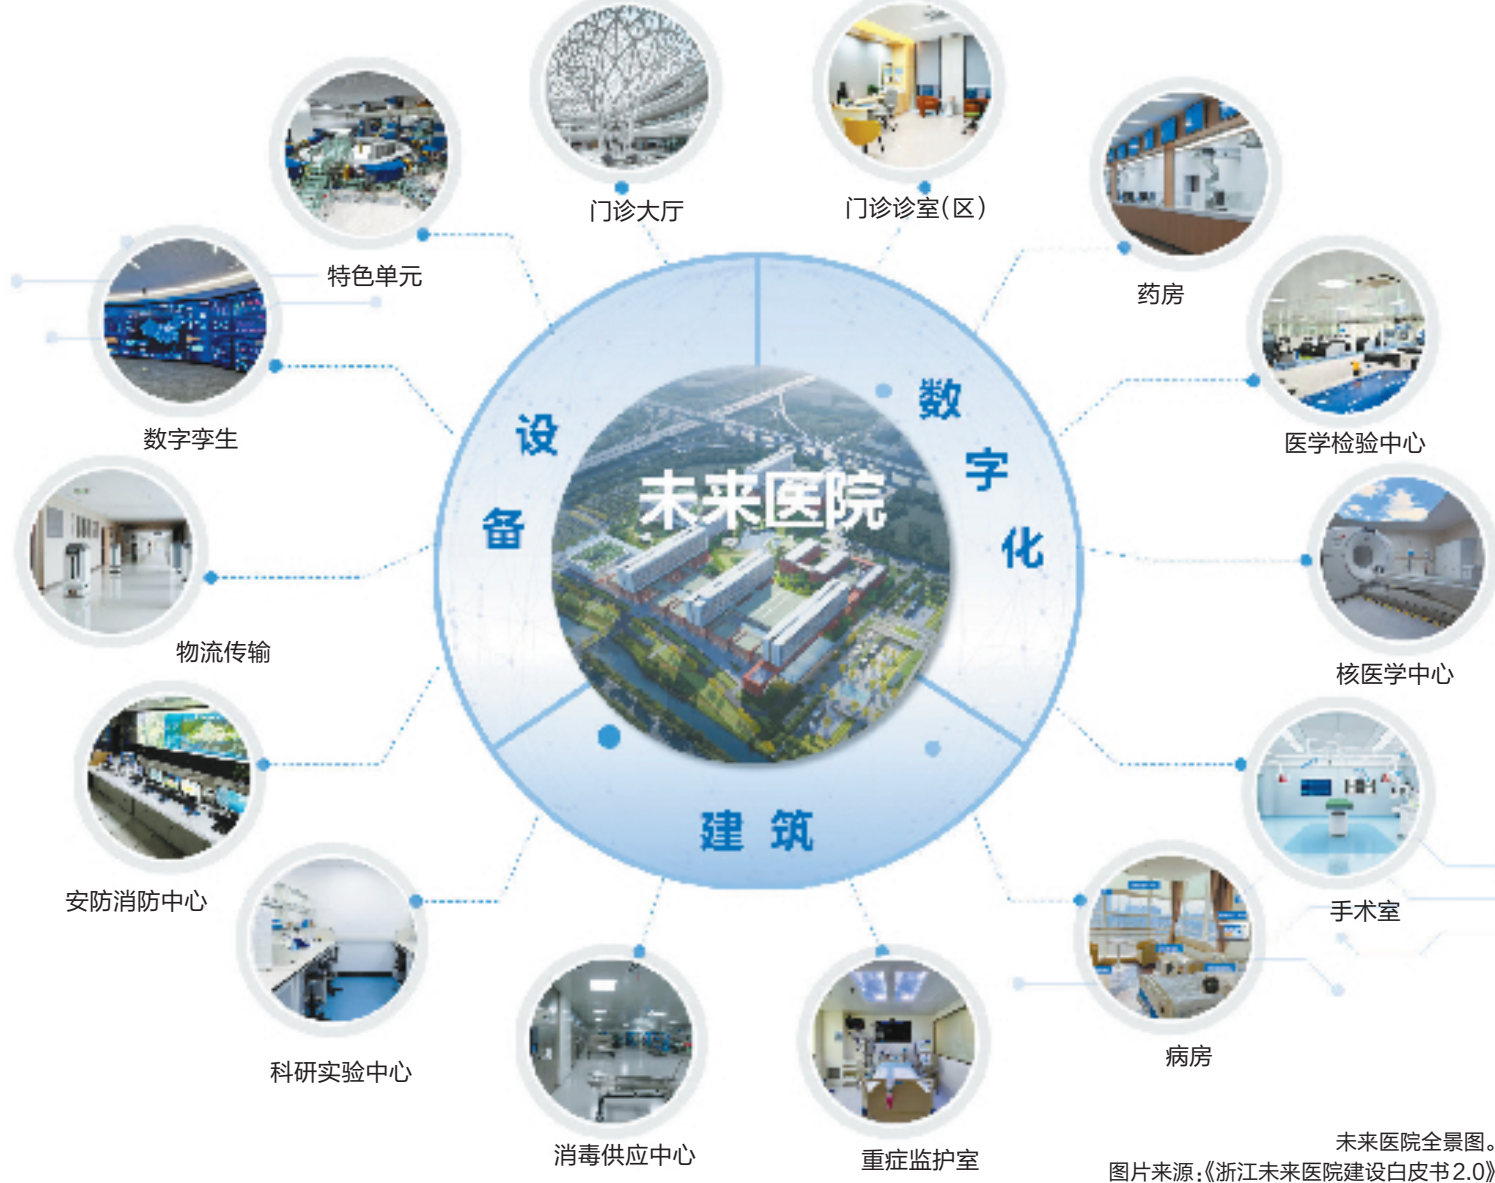 门诊大厅
门诊诊室(区)
特色单元
药房
数字孪生
医学检验中心
设备
数字化
未来医院
物流传输
核医学中心
建筑
安防消防中心
手术室
科研实验中心
病房
消毒供应中心
重症监护室
未来医院全景图。
图片来源:《浙江未来医院建设白皮书2.0》